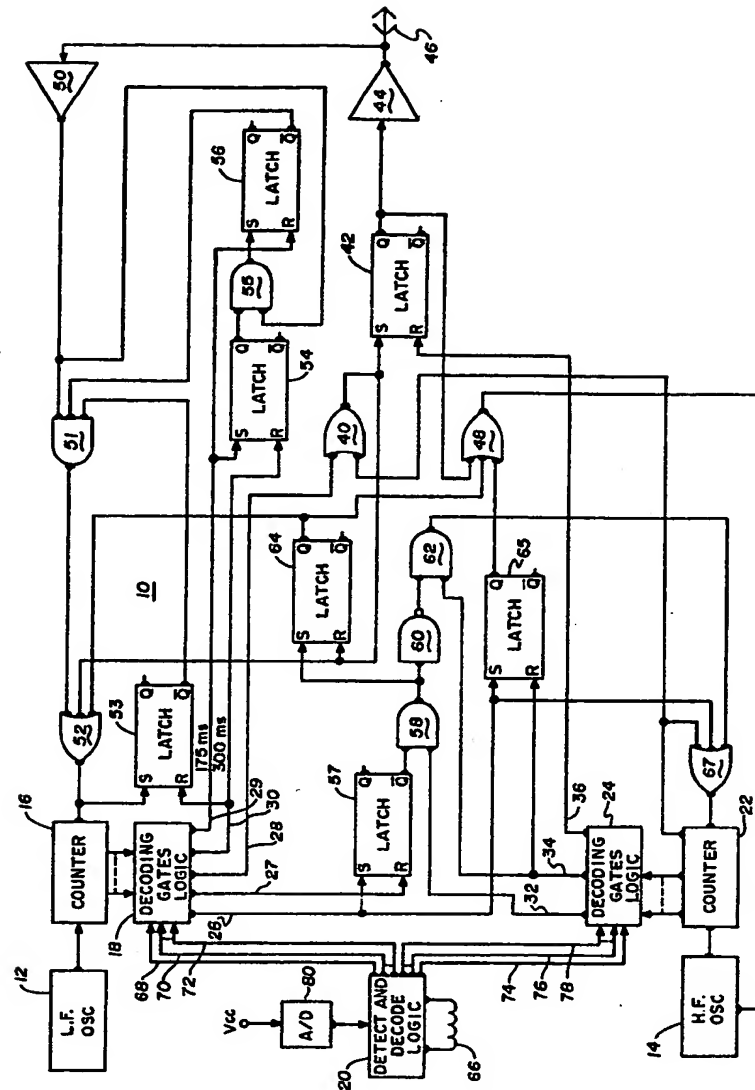 46
50
44
56
LATCH
S
R
Q
Q̅
55
42
LATCH
S
R
Q
Q̅
51
54
LATCH
S
R
Q
Q̅
40
48
10
64
LATCH
S
R
Q
Q̅
62
65
LATCH
S
R
Q
Q̅
52
53
LATCH
S
R
Q
Q̅
60
58
175 ms
300 ms
57
LATCH
S
R
Q
Q̅
67
16
COUNTER
18
DECODING
GATES
LOGIC
29
30
28
27
26
36
34
32
24
DECODING
GATES
LOGIC
22
COUNTER
12
L.F.
OSC
68
70
72
Vcc
A/D
80
DETECT AND
DECODE
LOGIC
20
66
78
76
74
H.F.
OSC
14